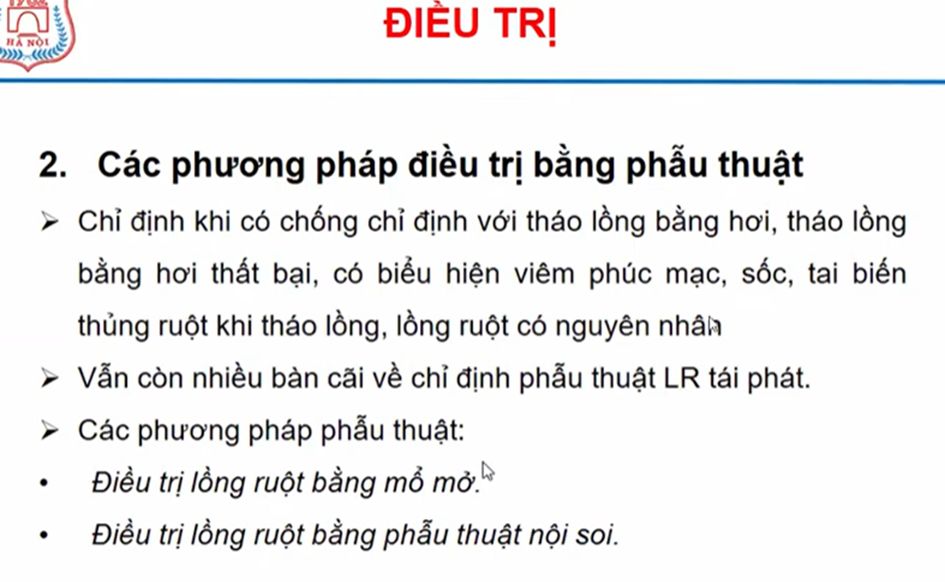 HÀ NỘI
ĐIỀU TRỊ
2. Các phương pháp điều trị bằng phẫu thuật
➢ Chỉ định khi có chống chỉ định với tháo lồng bằng hơi, tháo lồng
bằng hơi thất bại, có biểu hiện viêm phúc mạc, sốc, tai biến
thủng ruột khi tháo lồng, lồng ruột có nguyên nhân
➢ Vẫn còn nhiều bàn cãi về chỉ định phẫu thuật LR tái phát.
➢ Các phương pháp phẫu thuật:
• Điều trị lồng ruột bằng mổ mở.
• Điều trị lồng ruột bằng phẫu thuật nội soi.